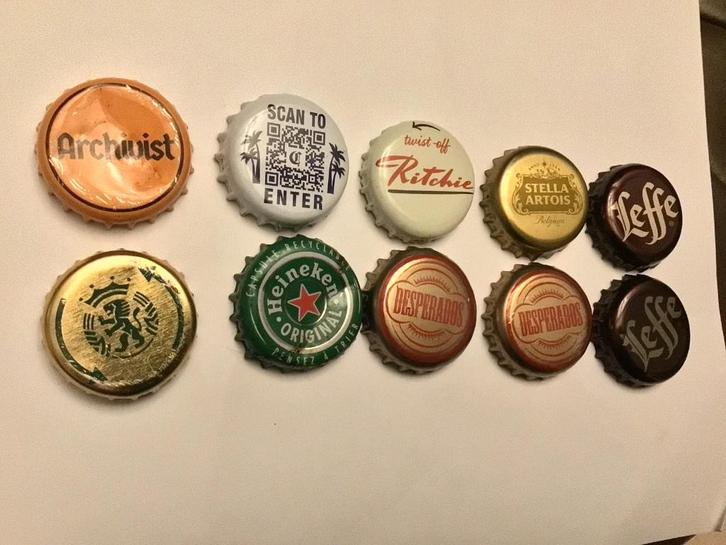 Archivist
SCAN TO
ENTER
twist-off
Ritchie
STELLA
ARTOIS
Belgium
Leffe
CAPSULE RECYCLABLE
Heineken
ORIGINAL
PENSEZ À TRIER
DESPERADOS
DESPERADOS
Leffe